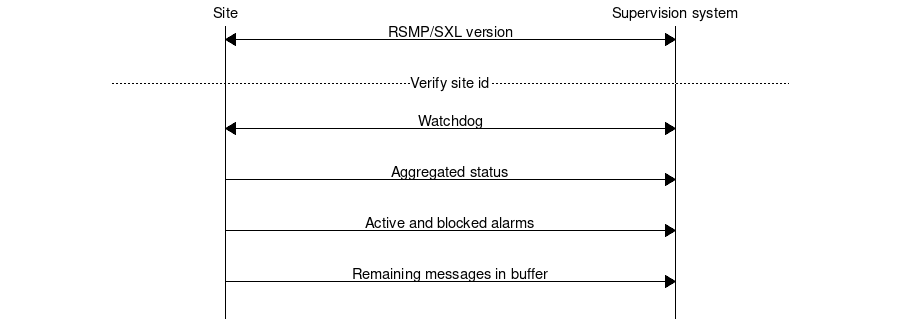 Site
Supervision system
RSMP/SXL version
Verify site id
Watchdog
Aggregated status
Active and blocked alarms
Remaining messages in buffer